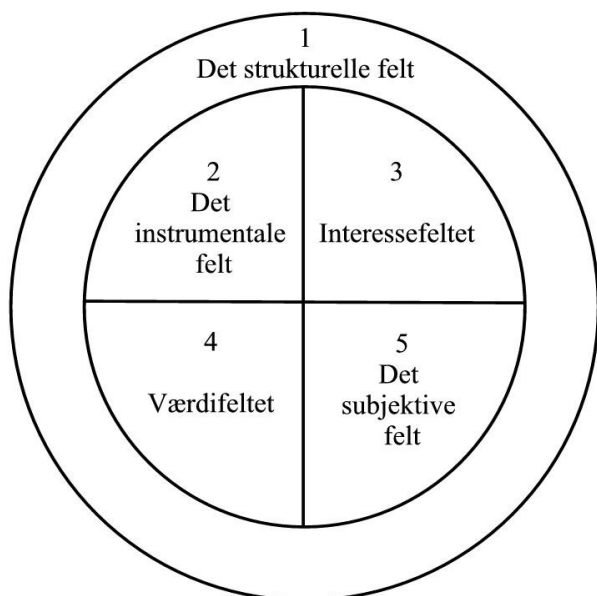 1
Det strukturelle felt
2
Det
instrumentale
felt
3
Interessefeltet
4
Værdifeltet
5
Det
subjektive
felt